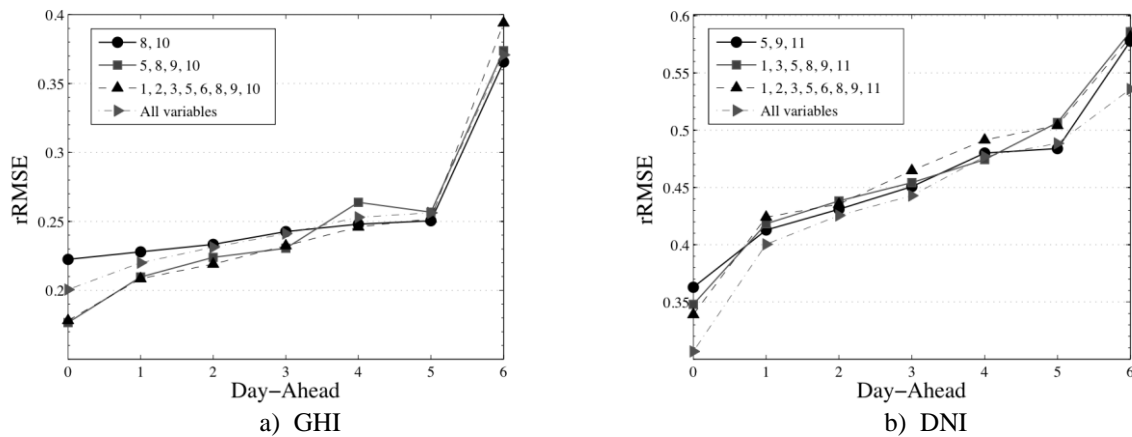 0.4
0.35
0.3
0.25
0.2
rRMSE
8, 10
5, 8, 9, 10
1, 2, 3, 5, 6, 8, 9, 10
All variables
0 1 2 3 4 5 6
Day−Ahead
a) GHI
0.6
0.55
0.5
0.45
0.4
0.35
rRMSE
5, 9, 11
1, 3, 5, 8, 9, 11
1, 2, 3, 5, 6, 8, 9, 11
All variables
0 1 2 3 4 5 6
Day−Ahead
b) DNI